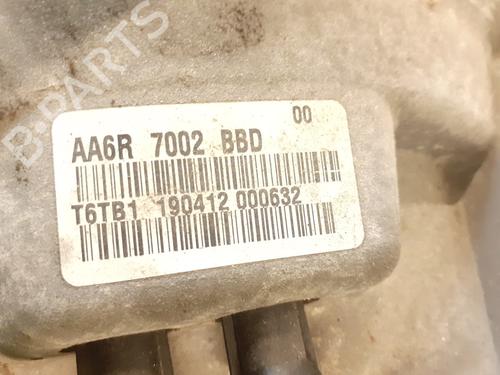 B-PARTS
00
AA6R 7002 BBD
T6TB1 190412 000632